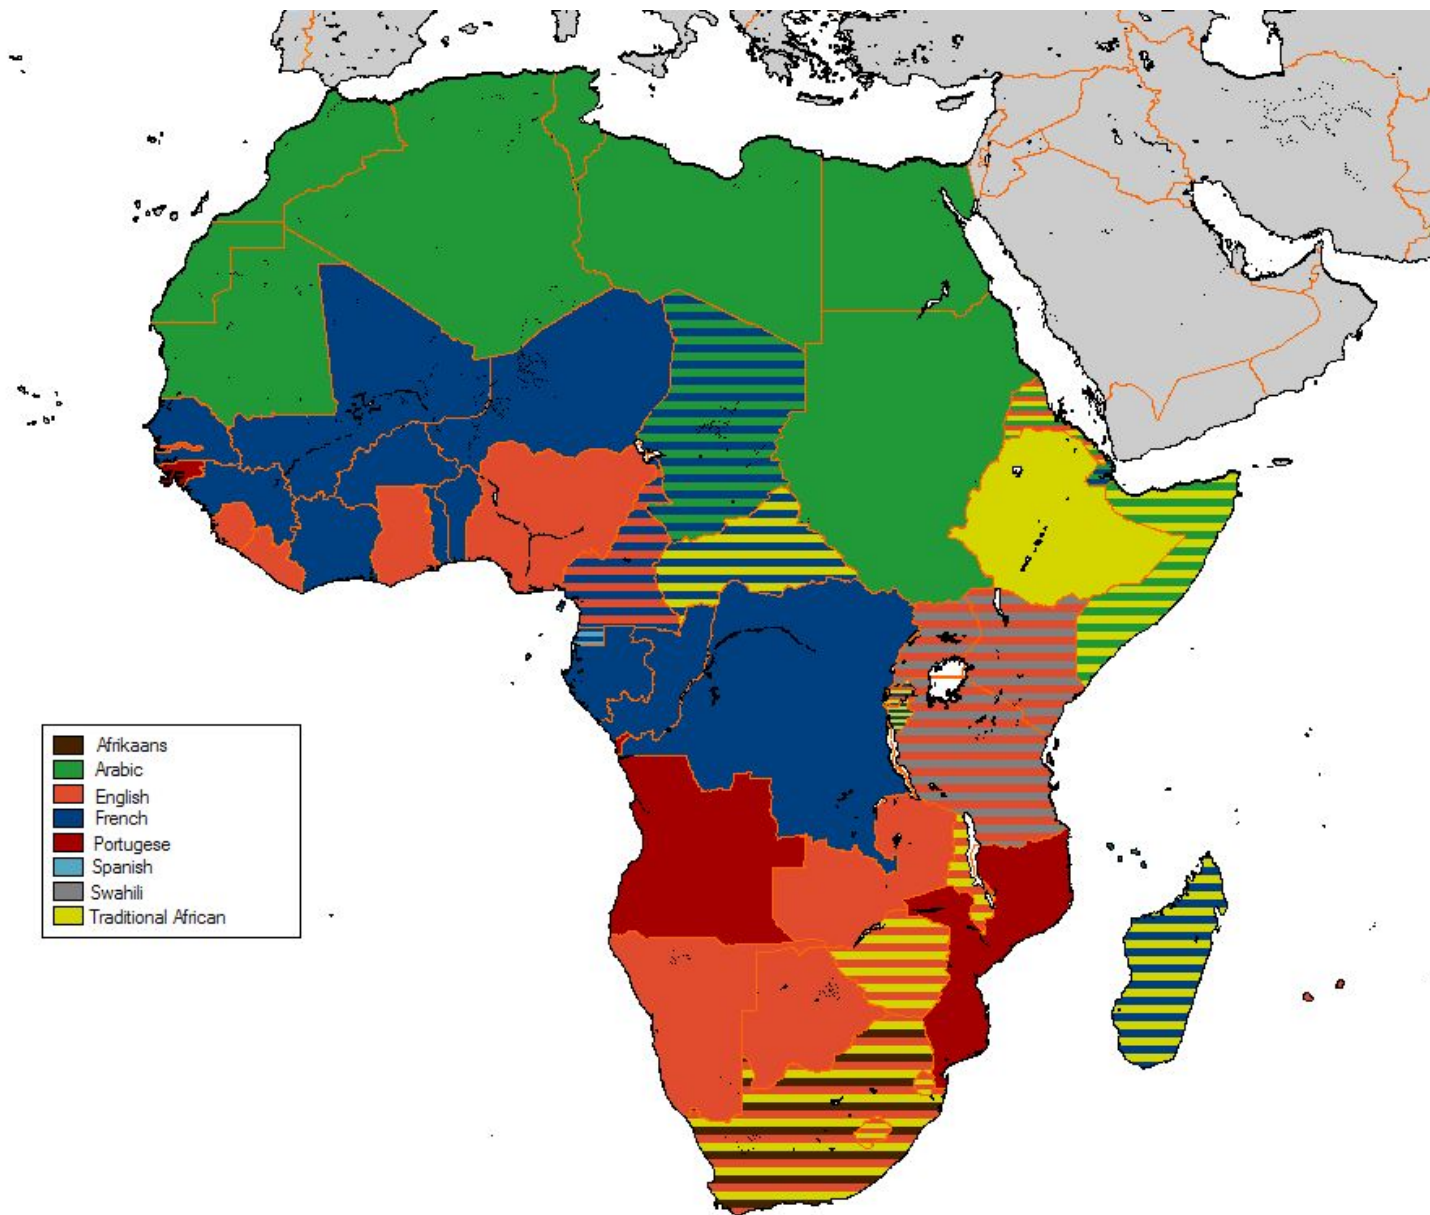 Afrikaans
Arabic
English
French
Portugese
Spanish
Swahili
Traditional African